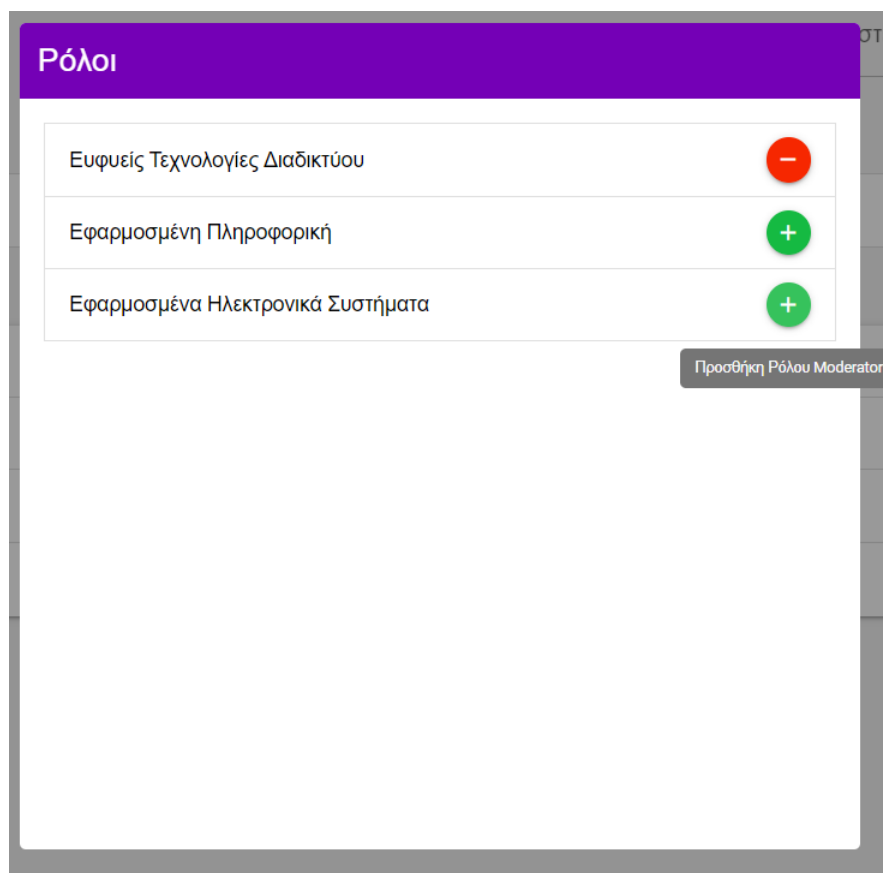 Ρόλοι
Ευφυείς Τεχνολογίες Διαδικτύου
Εφαρμοσμένη Πληροφορική
Εφαρμοσμένα Ηλεκτρονικά Συστήματα
Προσθήκη Ρόλου Moderator